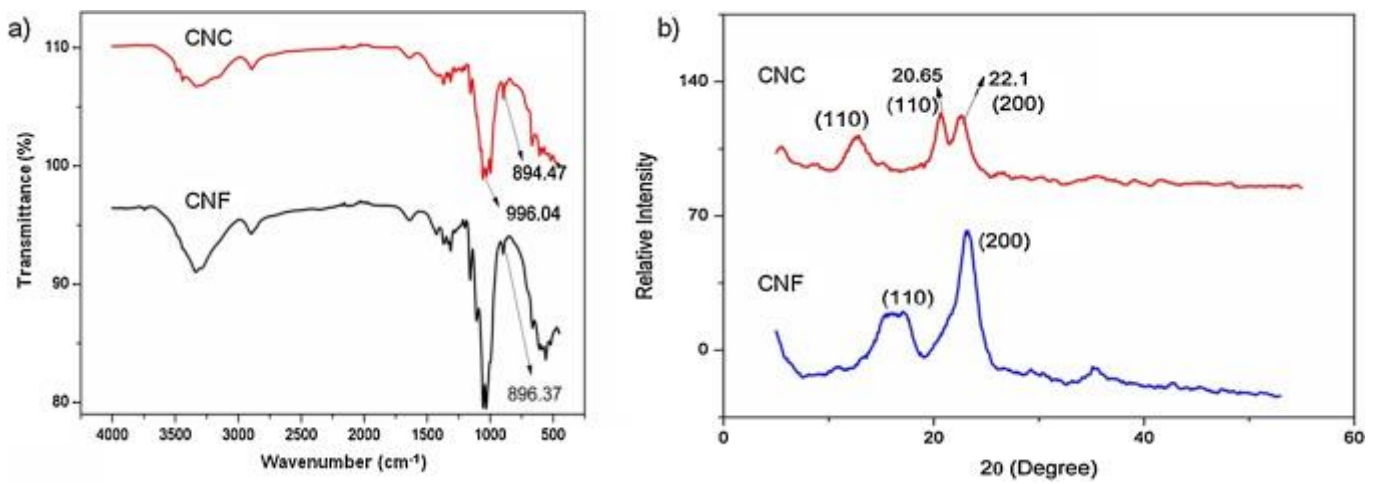 a)
CNC
CNF
894.47
996.04
896.37
110
100
90
80
Transmittance (%)
4000 3500 3000 2500 2000 1500 1000 500
Wavenumber (cm-1)
b)
CNC
20.65
22.1
(110)
(110)
(200)
CNF
(110)
(200)
140
70
0
Relative Intensity
0 20 40 60
2θ (Degree)